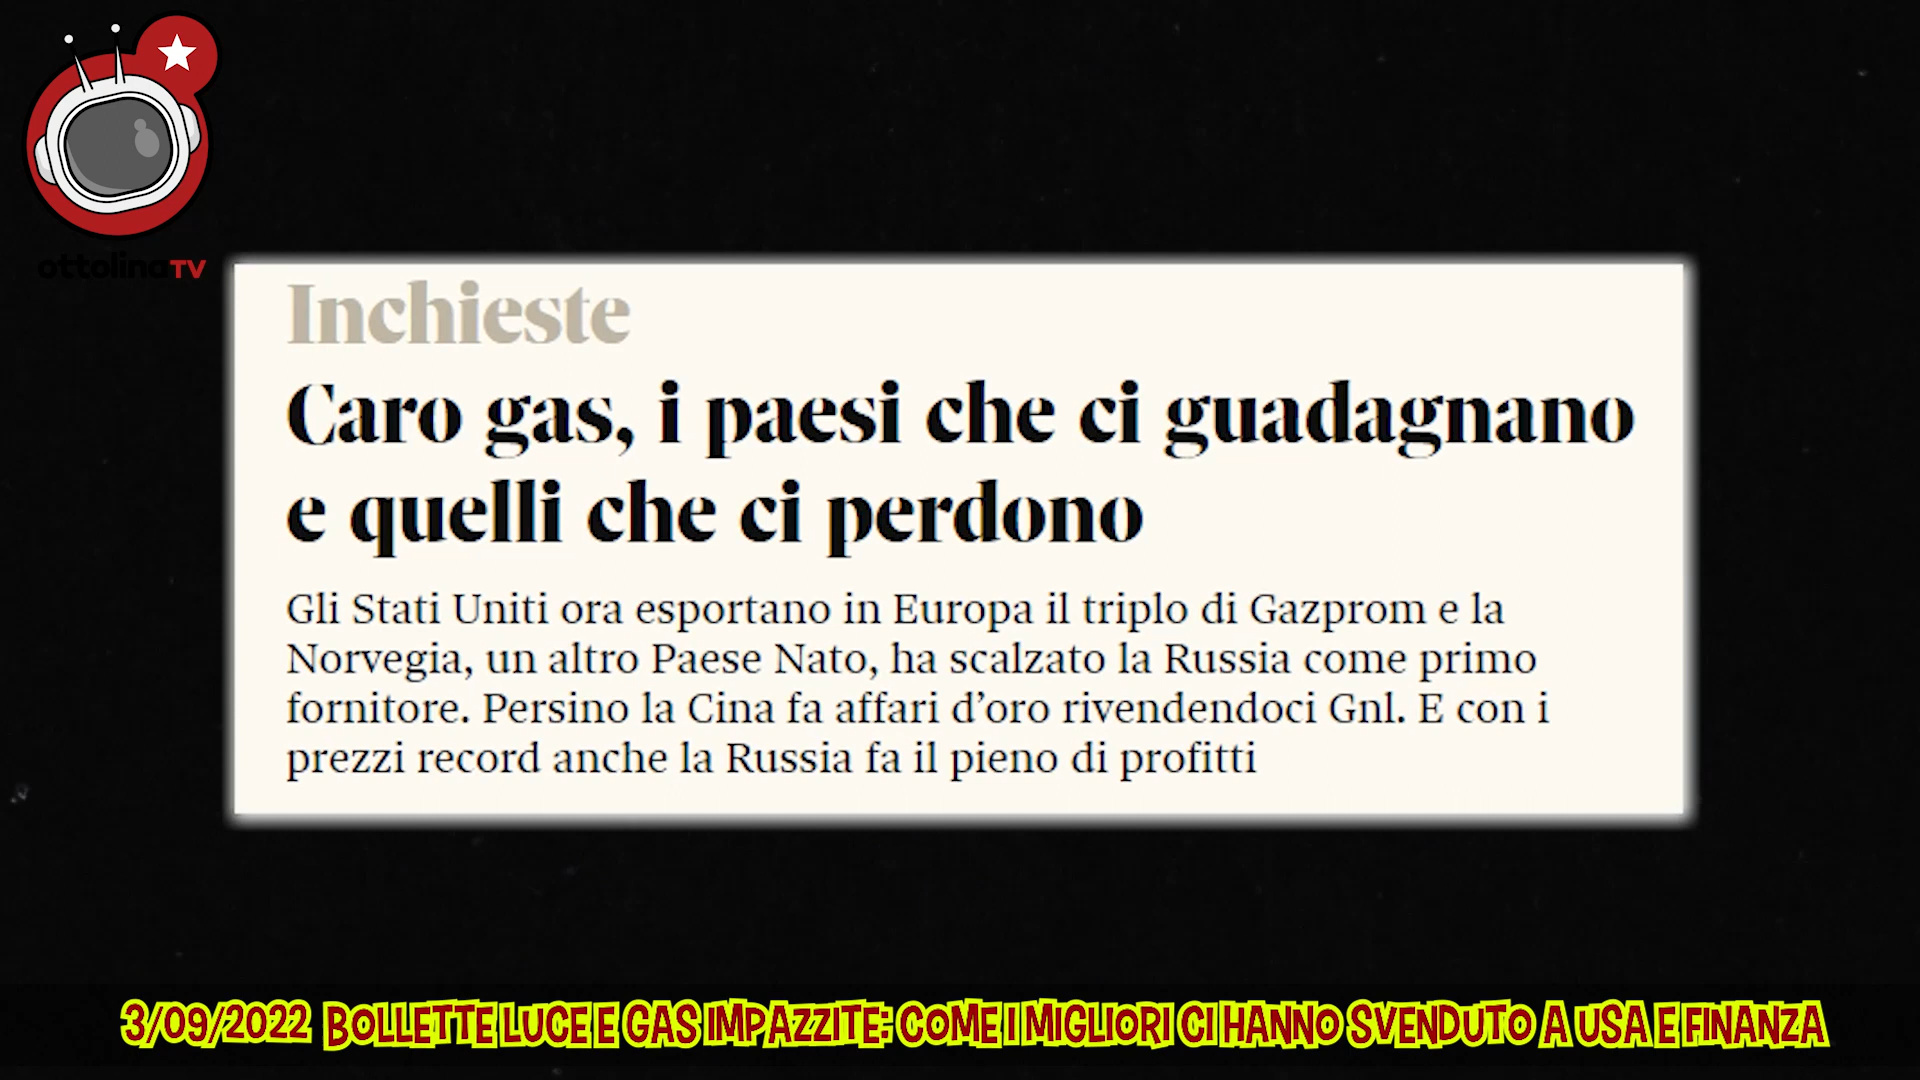 ottolinaTV
Inchieste
Caro gas, i paesi che ci guadagnano
e quelli che ci perdono
Gli Stati Uniti ora esportano in Europa il triplo di Gazprom e la
Norvegia, un altro Paese Nato, ha scalzato la Russia come primo
fornitore. Persino la Cina fa affari d’oro rivendendoci Gnl. E con i
prezzi record anche la Russia fa il pieno di profitti
3/09/2022 BOLLETTE LUCE E GAS IMPAZZITE: COME I MIGLIORI CI HANNO SVENDUTO A USA E FINANZA